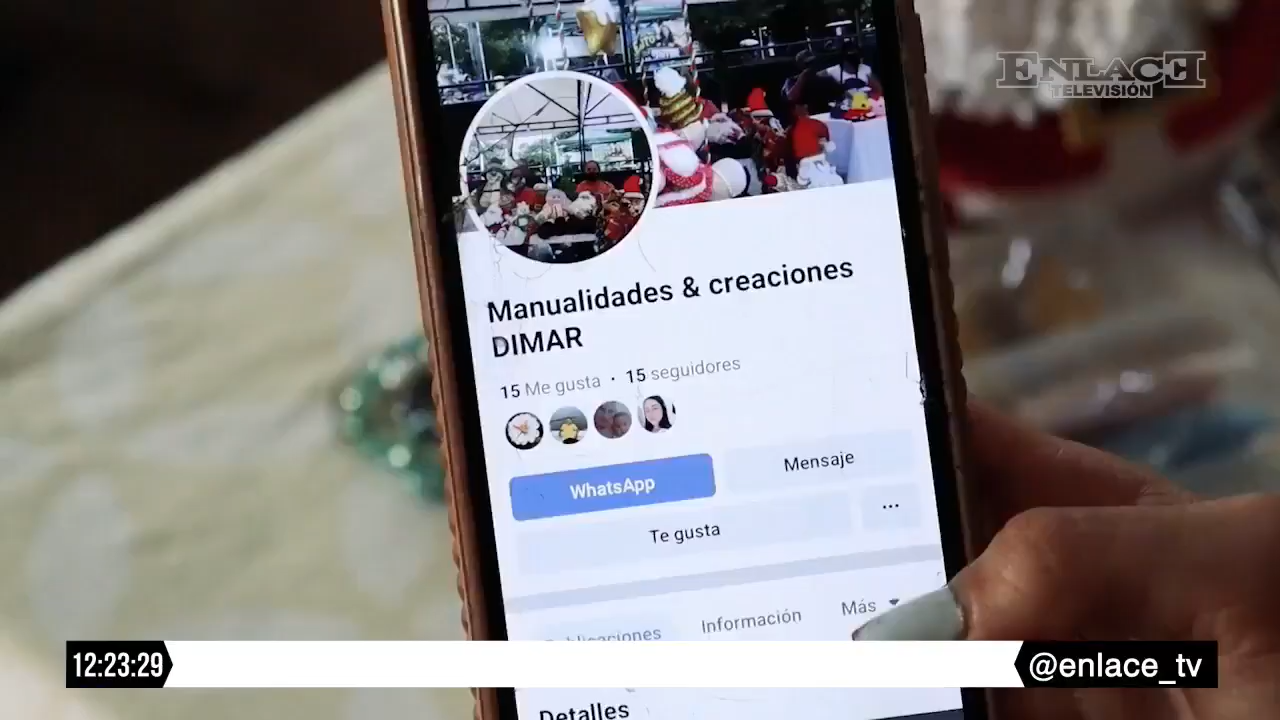 ENLACE
TELEVISIÓN
Manualidades & creaciones
DIMAR
15 Me gusta · 15 seguidores
WhatsApp
Mensaje
Te gusta
...
Publicaciones
Información
Más
12:23:29
@enlace_tv
Detalles